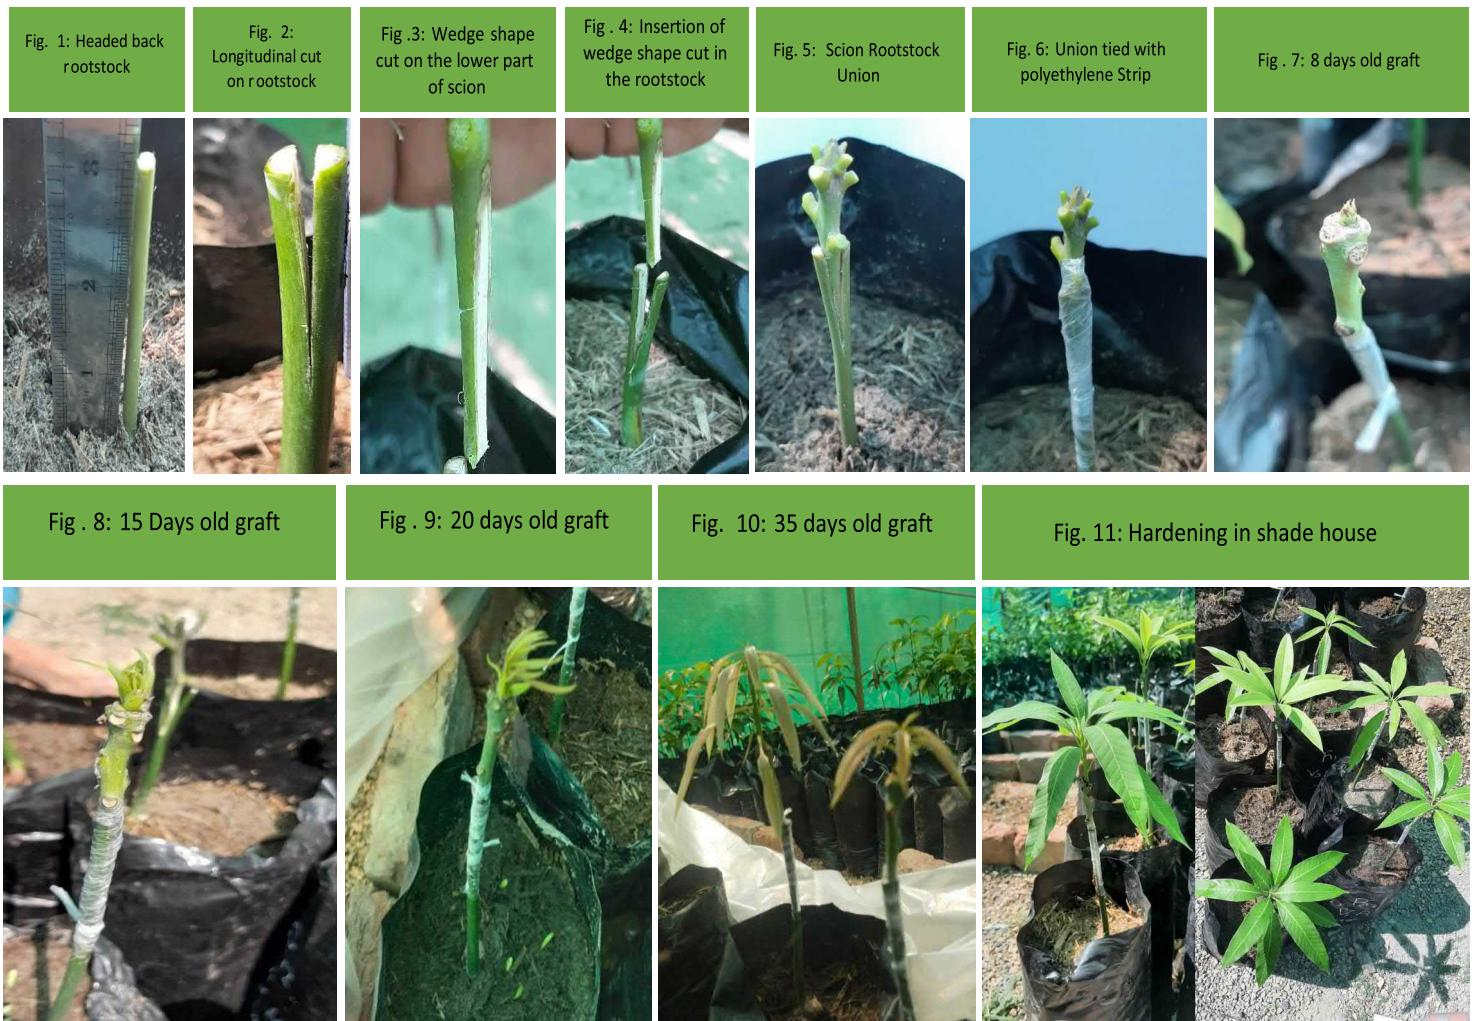 Fig. 1: Headed back
rootstock
Fig. 2:
Longitudinal cut
on rootstock
Fig .3: Wedge shape
cut on the lower part
of scion
Fig . 4: Insertion of
wedge shape cut in
the rootstock
Fig. 5: Scion Rootstock
Union
Fig. 6: Union tied with
polyethylene Strip
Fig . 7: 8 days old graft
3
2
1
Fig . 8: 15 Days old graft
Fig . 9: 20 days old graft
Fig. 10: 35 days old graft
Fig. 11: Hardening in shade house